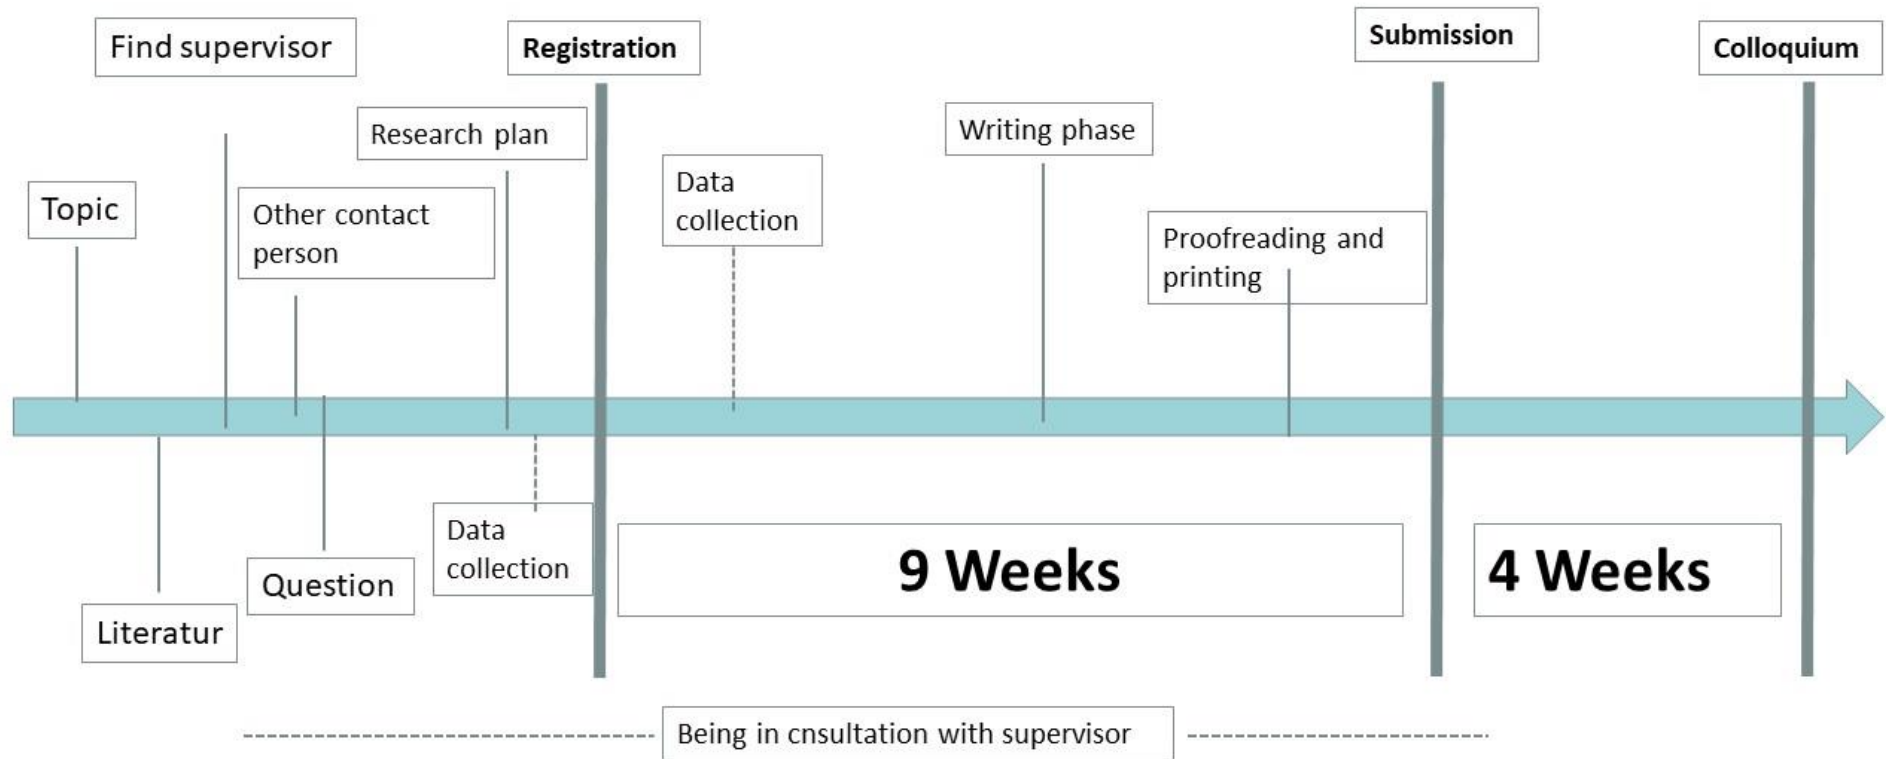 Find supervisor
Registration
Submission
Colloquium
Research plan
Writing phase
Topic
Other contact
person
Data
collection
Proofreading and
printing
Data
collection
Question
Literatur
9 Weeks
4 Weeks
Being in cnsultation with supervisor